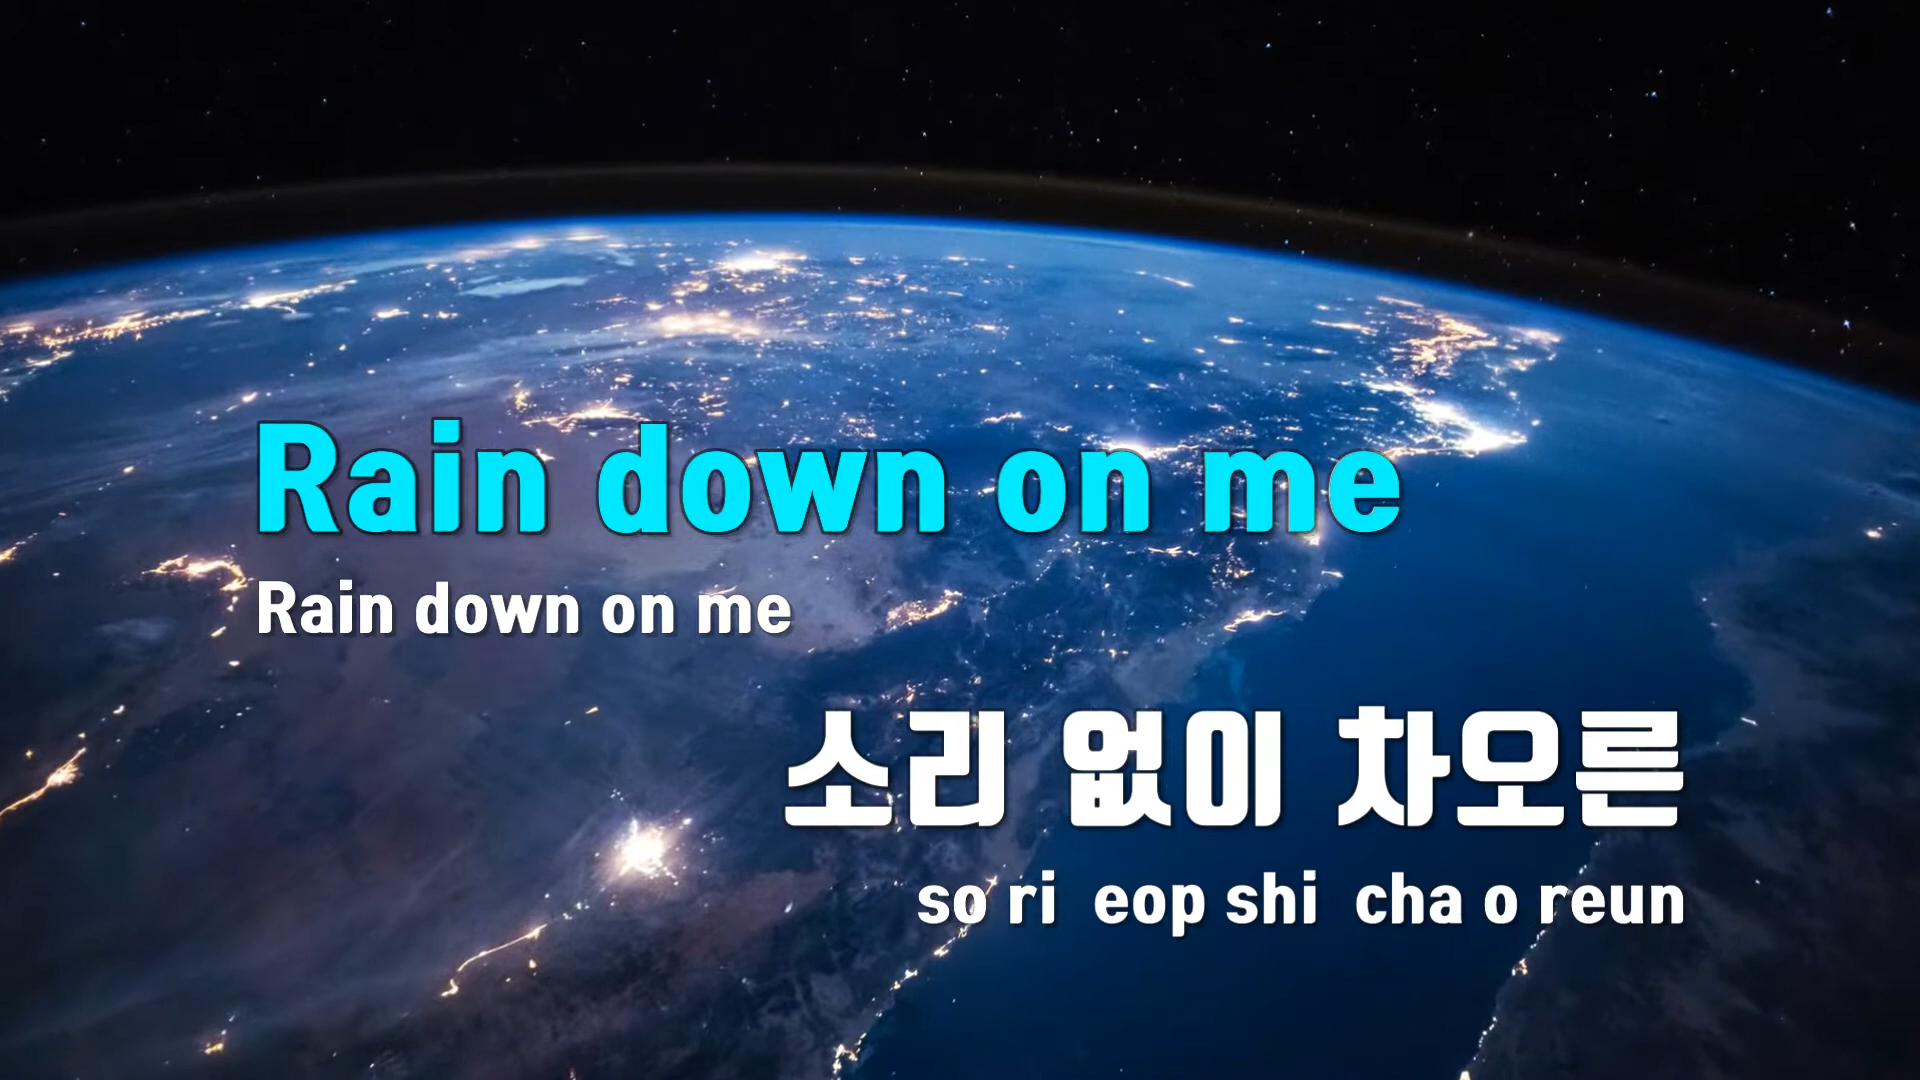 Rain down on me
Rain down on me
소리 없이 차오른
so ri eop shi cha o reun